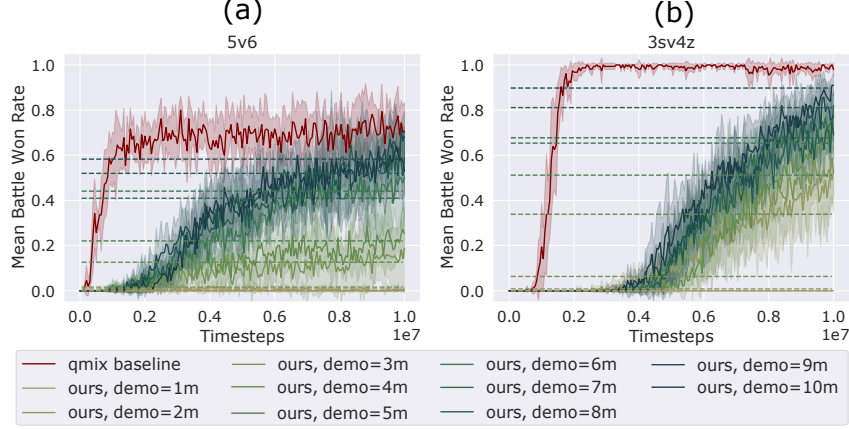 (a)
5v6
Mean Battle Won Rate
1.0
0.8
0.6
0.4
0.2
0.0
0.0 0.2 0.4 0.6 0.8 1.0
Timesteps
1e7
(b)
3sv4z
Mean Battle Won Rate
1.0
0.8
0.6
0.4
0.2
0.0
0.0 0.2 0.4 0.6 0.8 1.0
Timesteps
1e7
qmix baseline
ours, demo=1m
ours, demo=2m
ours, demo=3m
ours, demo=4m
ours, demo=5m
ours, demo=6m
ours, demo=7m
ours, demo=8m
ours, demo=9m
ours, demo=10m